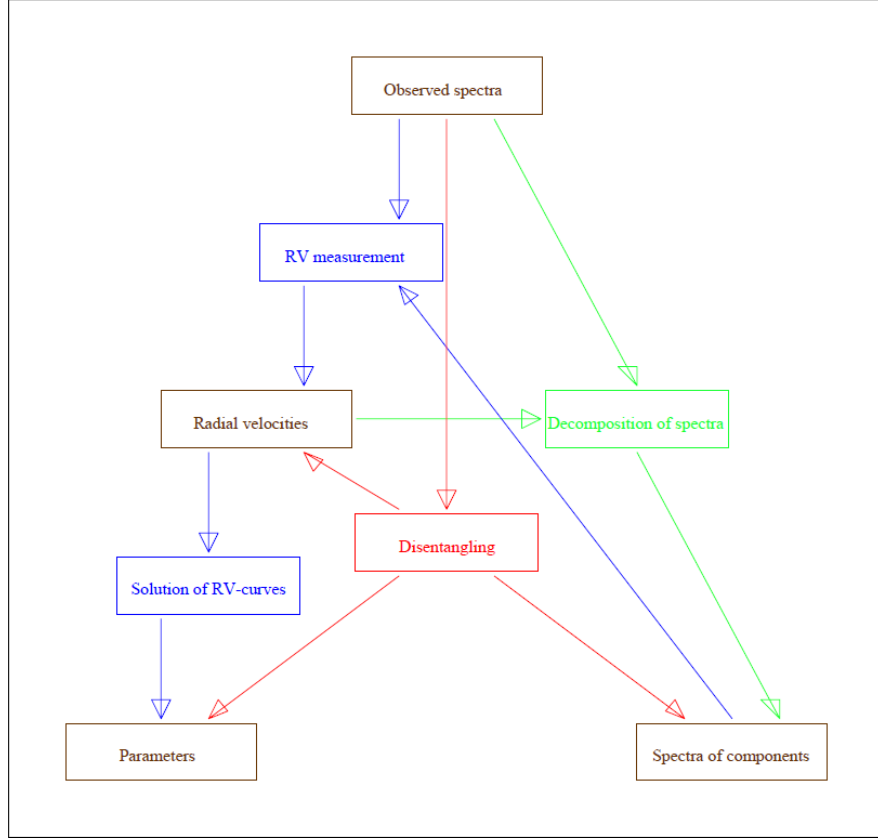 Observed spectra
RV measurement
Radial velocities
Decomposition of spectra
Disentangling
Solution of RV-curves
Parameters
Spectra of components